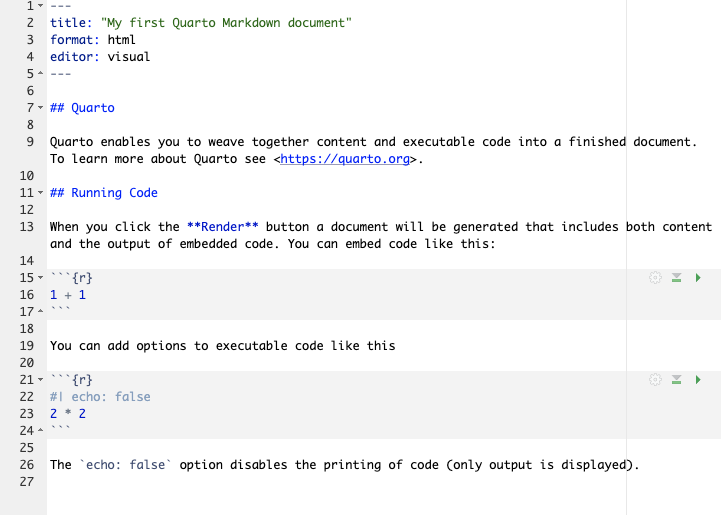 1 ---
2 title: "My first Quarto Markdown document"
3 format: html
4 editor: visual
5 ---
6
7 ## Quarto
8
9 Quarto enables you to weave together content and executable code into a finished document.
To learn more about Quarto see <https://quarto.org>.
10
11 ## Running Code
12
13 When you click the **Render** button a document will be generated that includes both content
and the output of embedded code. You can embed code like this:
14
15 ```{r}
16 1 + 1
17 ```
18
19 You can add options to executable code like this
20
21 ```{r}
22 #| echo: false
23 2 * 2
24 ```
25
26 The `echo: false` option disables the printing of code (only output is displayed).
27